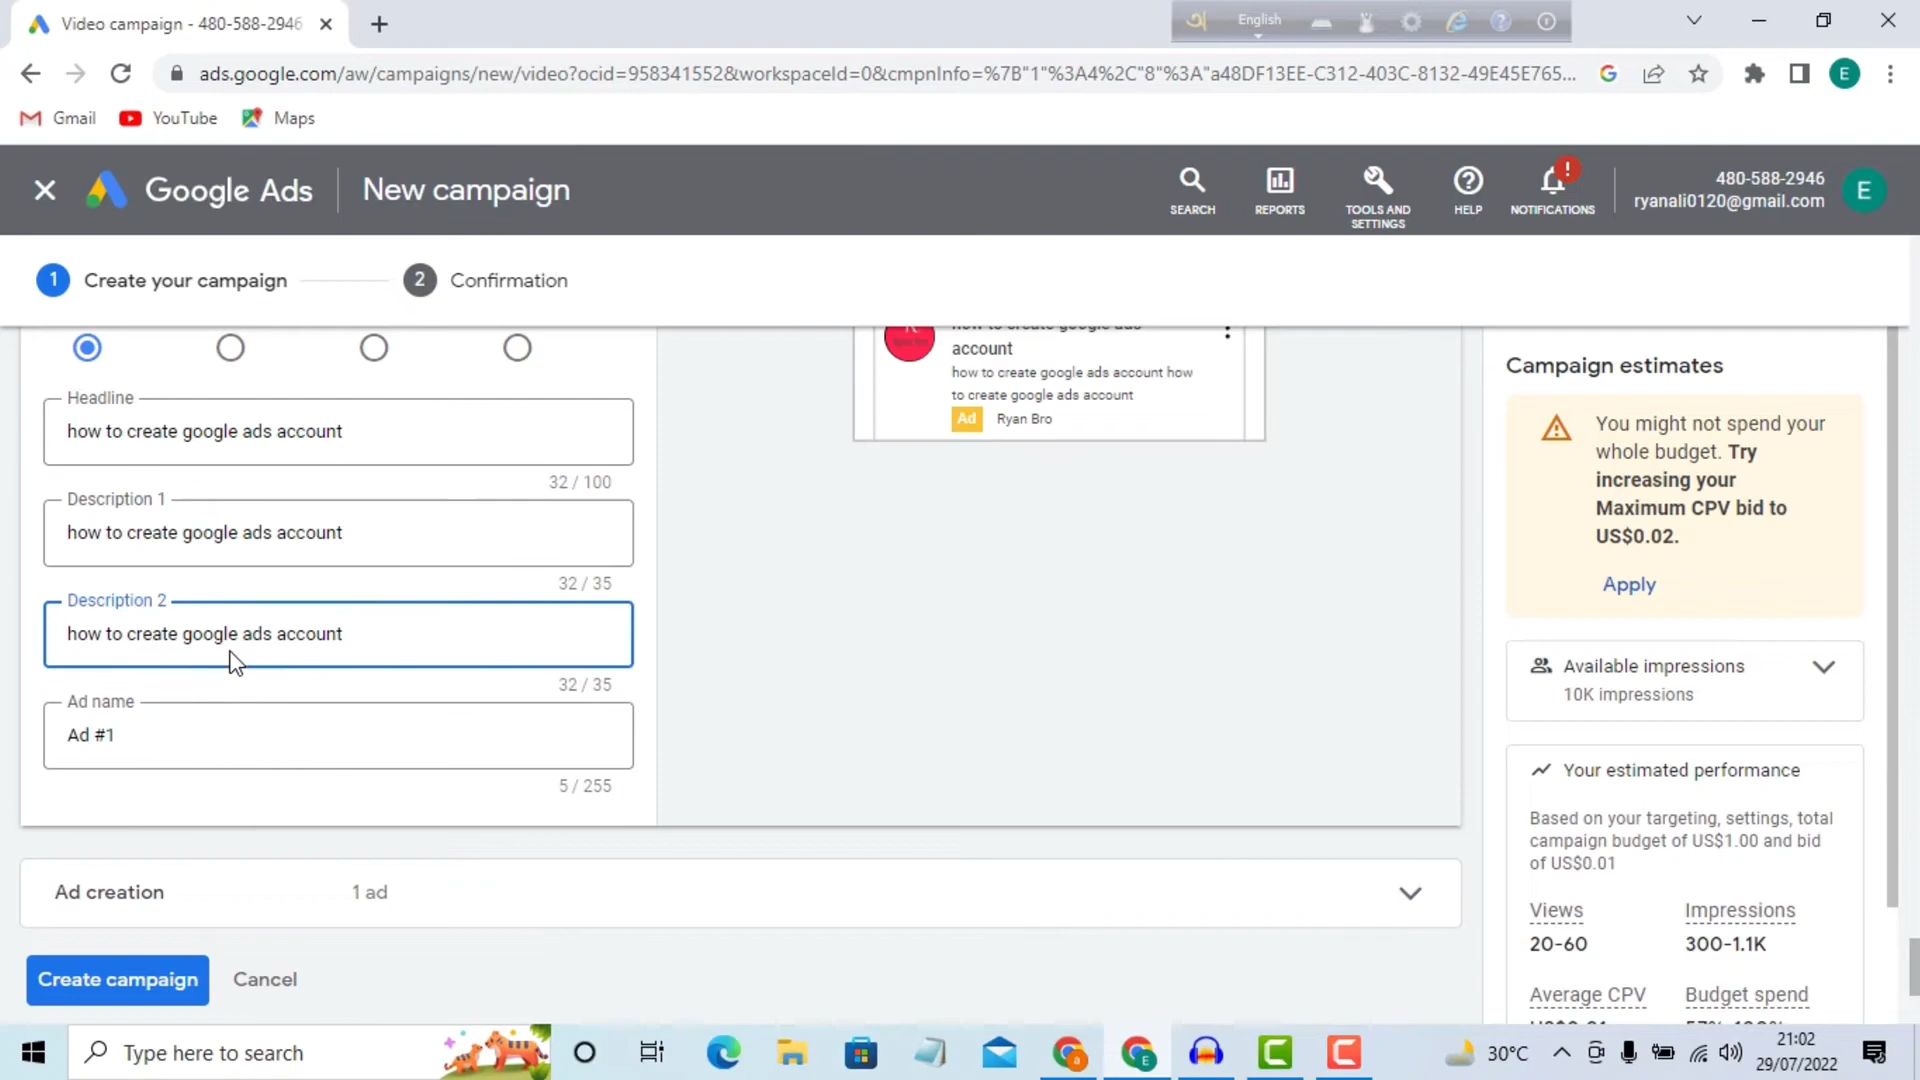 Video campaign - 480-588-2946
English
ads.google.com/aw/campaigns/new/video?ocid=958341552&workspaceId=0&cmpnInfo=%7B"1"%3A4%2C"8"%3A"a48DF13EE-C312-403C-8132-49E45E765...
E
Gmail
YouTube
Maps
Google Ads
New campaign
SEARCH
REPORTS
TOOLS AND
SETTINGS
HELP
!
NOTIFICATIONS
480-588-2946
ryanali0120@gmail.com
E
1
Create your campaign
2
Confirmation
Headline
how to create google ads account
32 / 100
Description 1
how to create google ads account
32 / 35
Description 2
how to create google ads account
32 / 35
Ad name
Ad #1
5 / 255
how to create google ads
account
how to create google ads account how
to create google ads account
Ad
Ryan Bro
Ad creation
1 ad
Create campaign
Cancel
Campaign estimates
You might not spend your
whole budget. Try
increasing your
Maximum CPV bid to
US$0.02.
Apply
Available impressions
10K impressions
Your estimated performance
Based on your targeting, settings, total
campaign budget of US$1.00 and bid
of US$0.01
Views
Impressions
20-60
300-1.1K
Average CPV
Budget spend
Type here to search
30°C
21:02
29/07/2022